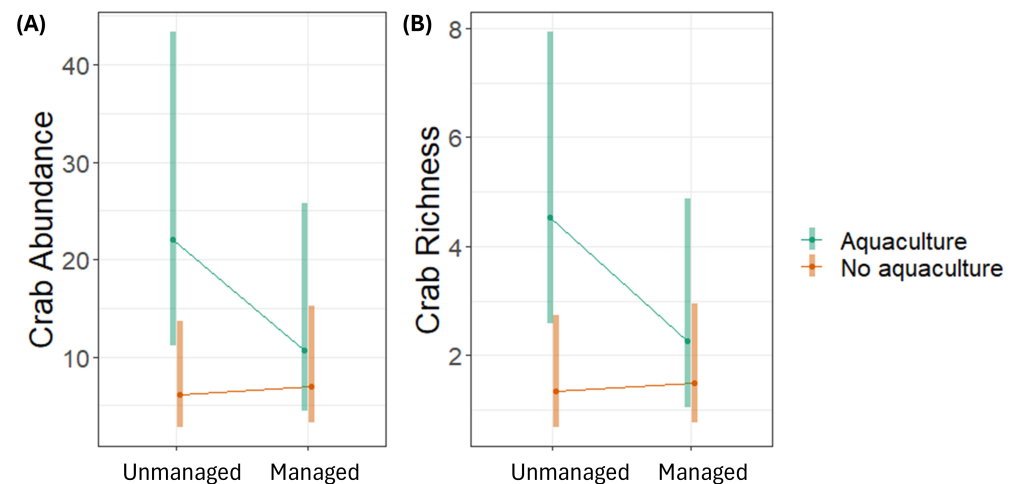 (A)
Crab Abundance
40
30
20
10
Unmanaged Managed
(B)
Crab Richness
8
6
4
2
Unmanaged Managed
Aquaculture
No aquaculture